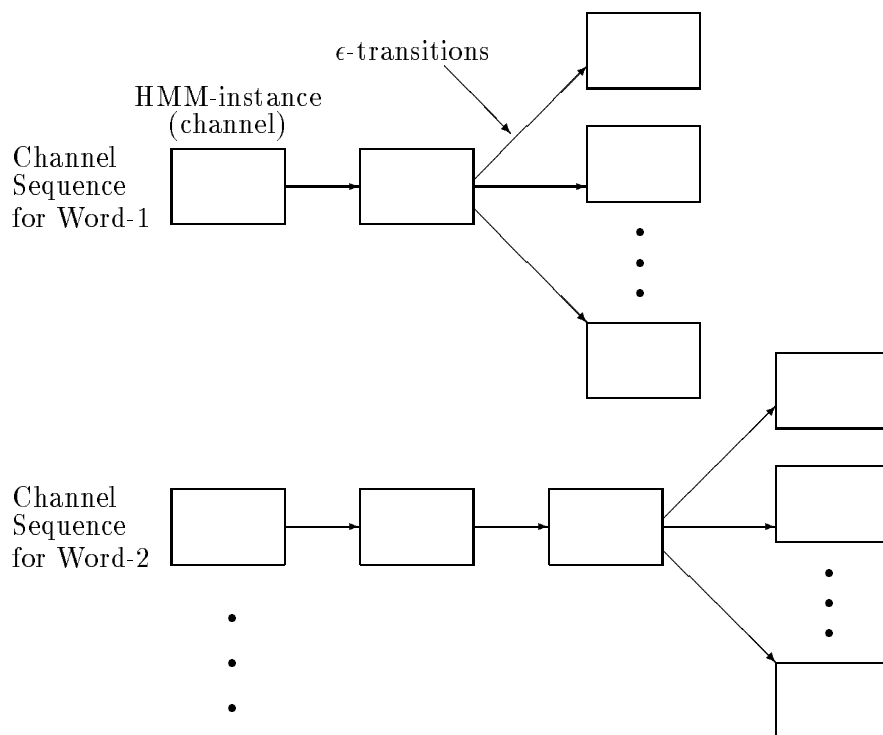 ϵ-transitions
HMM-instance
(channel)
Channel
Sequence
for Word-1
Channel
Sequence
for Word-2